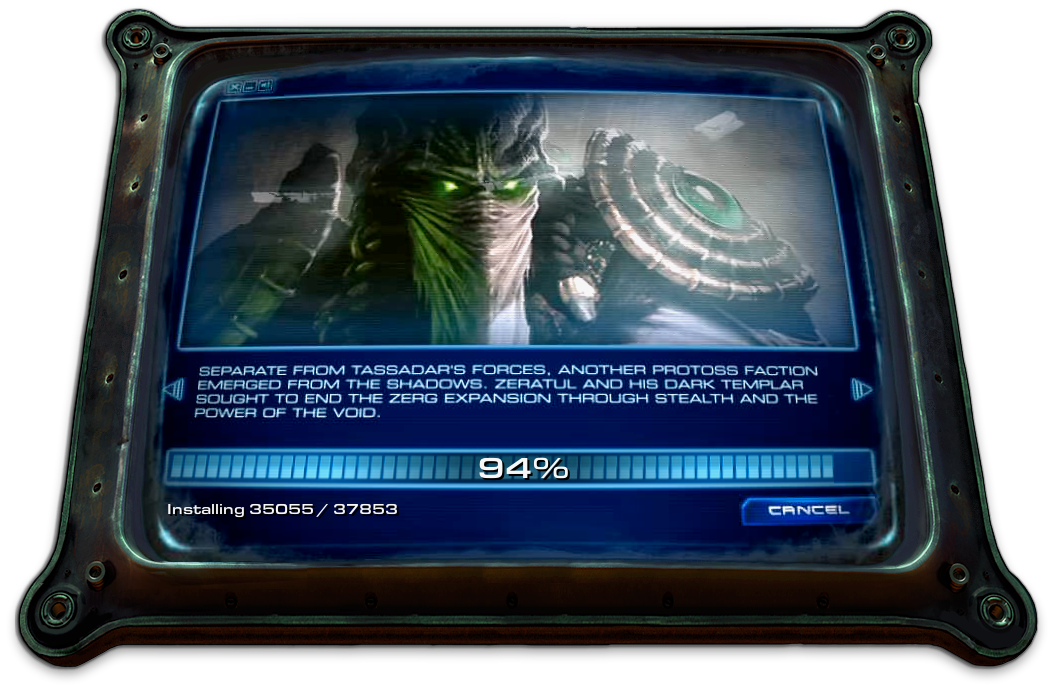 SEPARATE FROM TASSADAR'S FORCES, ANOTHER PROTOSS FACTION
EMERGED FROM THE SHADOWS. ZERATUL AND HIS DARK TEMPLAR
SOUGHT TO END THE ZERG EXPANSION THROUGH STEALTH AND THE
POWER OF THE VOID.
94%
Installing 35055 / 37853
CANCEL